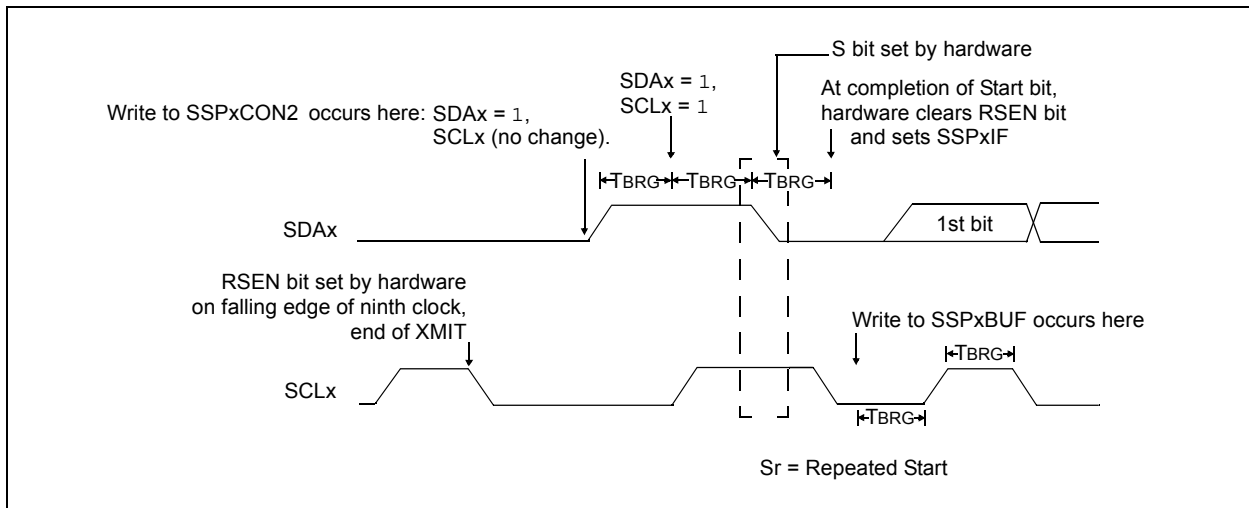 S bit set by hardware
SDAx = 1,
SCLx = 1
At completion of Start bit,
hardware clears RSEN bit
and sets SSPxIF
Write to SSPxCON2 occurs here: SDAx = 1,
SCLx (no change).
TBRG
TBRG
TBRG
SDAx
1st bit
RSEN bit set by hardware
on falling edge of ninth clock,
end of XMIT
Write to SSPxBUF occurs here
TBRG
SCLx
TBRG
Sr = Repeated Start